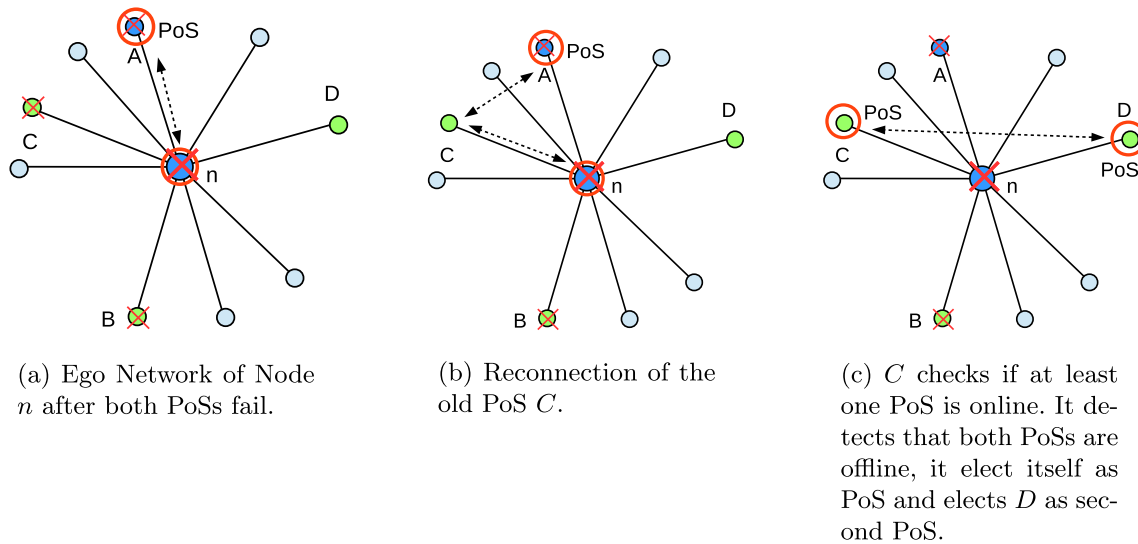 PoS
A
C
D
n
B
(a) Ego Network of Node
n after both PoSs fail.
PoS
A
C
D
n
B
(b) Reconnection of the
old PoS C.
A
PoS
D
C
PoS
n
B
(c) C checks if at least
one PoS is online. It de-
tects that both PoSs are
offline, it elect itself as
PoS and elects D as sec-
ond PoS.